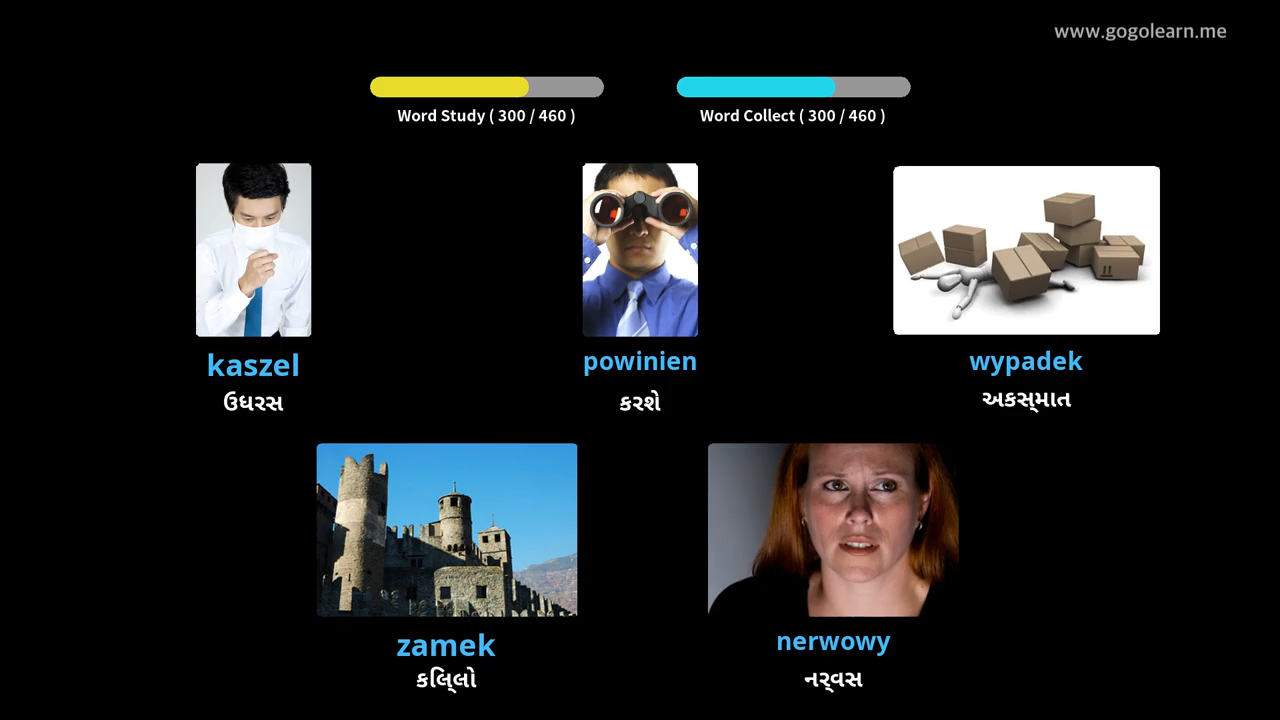 www.gogolearn.me
Word Study ( 300 / 460 )
Word Collect ( 300 / 460 )
kaszel
ઉધરસ
powinien
કરશે
wypadek
અકસ્‍માત
zamek
કલ્‍િલો
nerwowy
નર્‍વસ